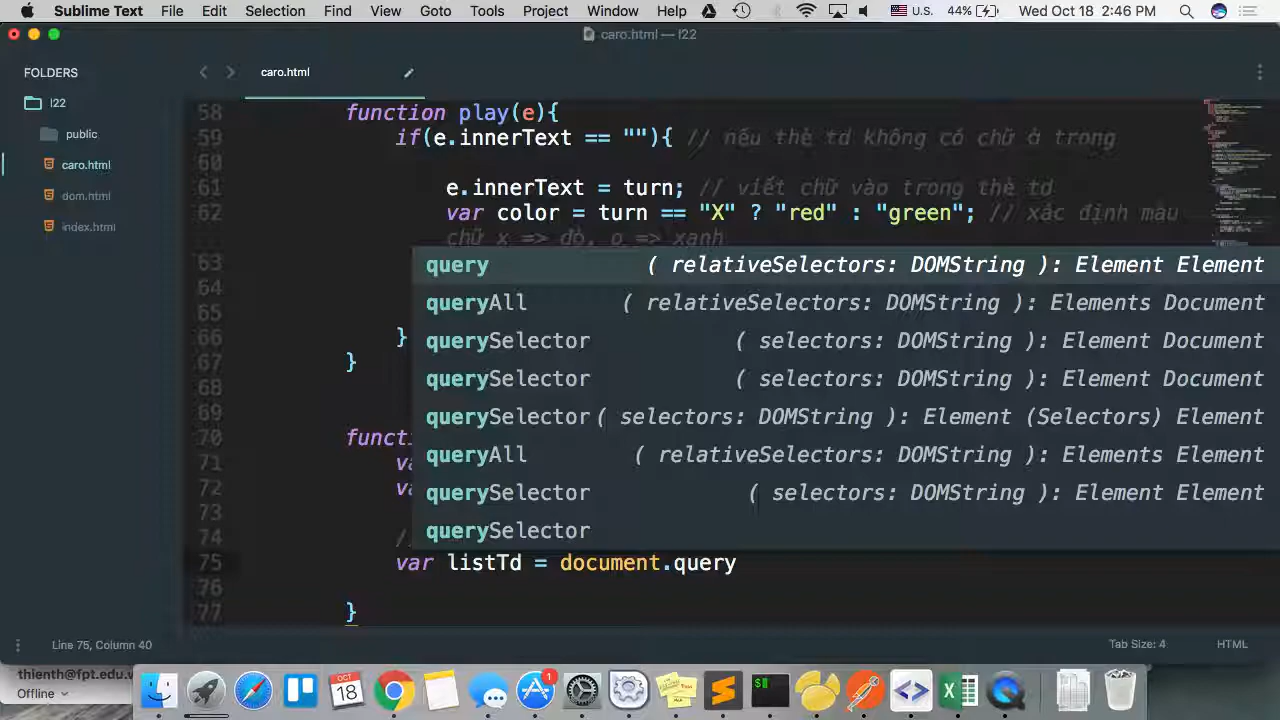 Sublime Text File Edit Selection Find View Goto Tools Project Window Help U.S. 44% Wed Oct 18 2:46 PM
caro.html — l22
FOLDERS
l22
public
caro.html
dom.html
index.html
caro.html
58 function play(e){
59 if(e.innerText == ""){ // nếu thẻ td không có chữ ở trong
60
61 e.innerText = turn; // viết chữ vào trong thẻ td
62 var color = turn == "X" ? "red" : "green"; // xác định màu
chữ x => đỏ, o => xanh
63
64
65
66 }
67 }
68
69
70 funct
71 va
72 va
73
74 /
75 var listTd = document.query
76
77 }
query ( relativeSelectors: DOMString ): Element Element
queryAll ( relativeSelectors: DOMString ): Elements Document
querySelector ( selectors: DOMString ): Element Document
querySelector ( selectors: DOMString ): Element Document
querySelector ( selectors: DOMString ): Element (Selectors) Element
queryAll ( relativeSelectors: DOMString ): Elements Element
querySelector ( selectors: DOMString ): Element Element
querySelector
Line 75, Column 40 Tab Size: 4 HTML
thienth@fpt.edu.v
Offline
OCT
18
1